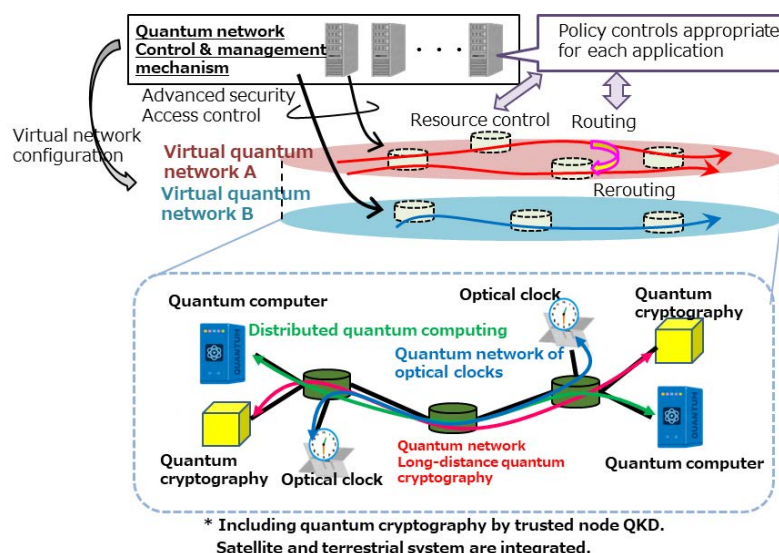 Quantum network
Control & management
mechanism
Policy controls appropriate
for each application
Advanced security
Access control
Resource control
Routing
Virtual network
configuration
Virtual quantum
network A
Rerouting
Virtual quantum
network B
Quantum computer
Optical clock
Quantum
cryptography
Distributed quantum computing
Quantum network of
optical clocks
QUANTUM
QUANTUM
Quantum
cryptography
Optical clock
Quantum network
Long-distance quantum
cryptography
Quantum computer
* Including quantum cryptography by trusted node QKD.
Satellite and terrestrial system are integrated.